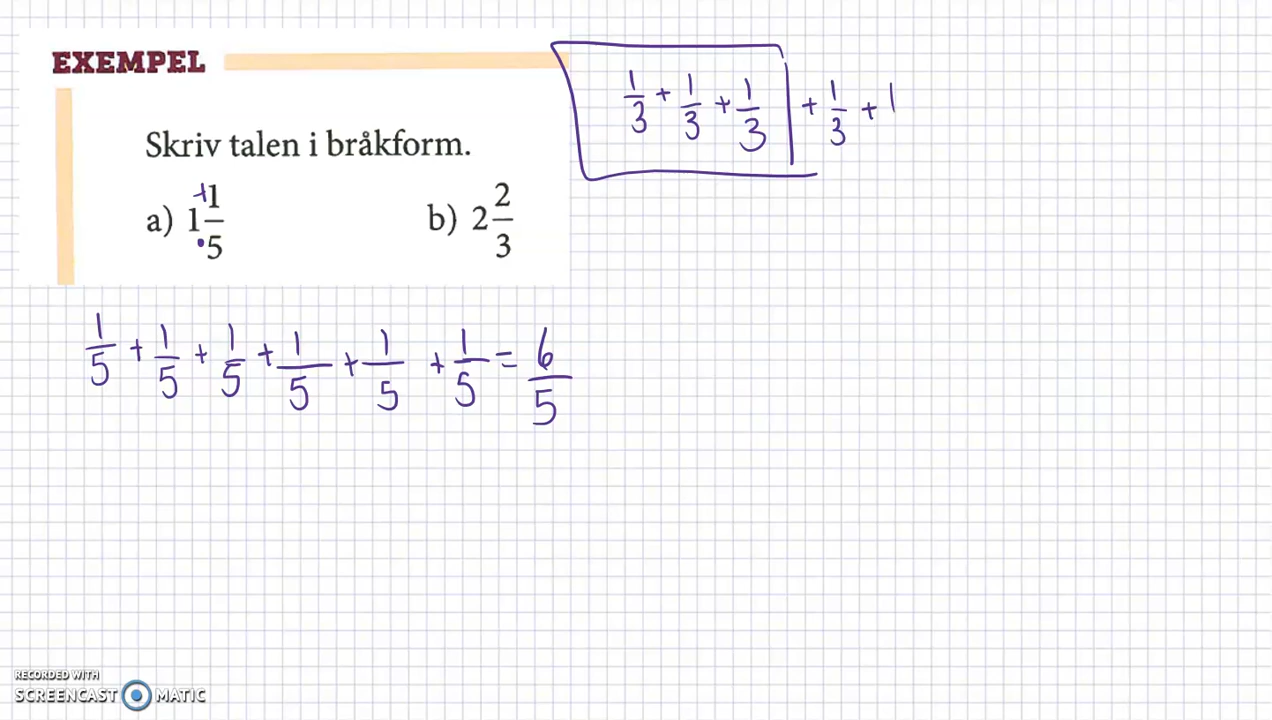 EXEMPEL
1/3 + 1/3 + 1/3 + 1/3 + 1
Skriv talen i bråkform.
a) 1 + 1/5 b) 2 2/3
1/5 + 1/5 + 1/5 + 1/5 + 1/5 + 1/5 = 6/5
RECORDED WITH
SCREENCAST MATIC